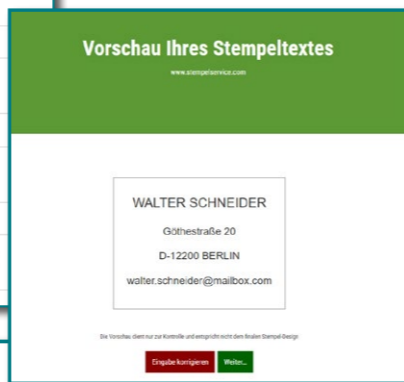 Vorschau Ihres Stempeltextes
www.stempelservice.com
WALTER SCHNEIDER
Göthestraße 20
D-12200 BERLIN
walter.schneider@mailbox.com
Die Vorschau dient nur zur Kontrolle und entspricht nicht dem finalen Stempel-Design
Eingabe korrigieren
Weiter...